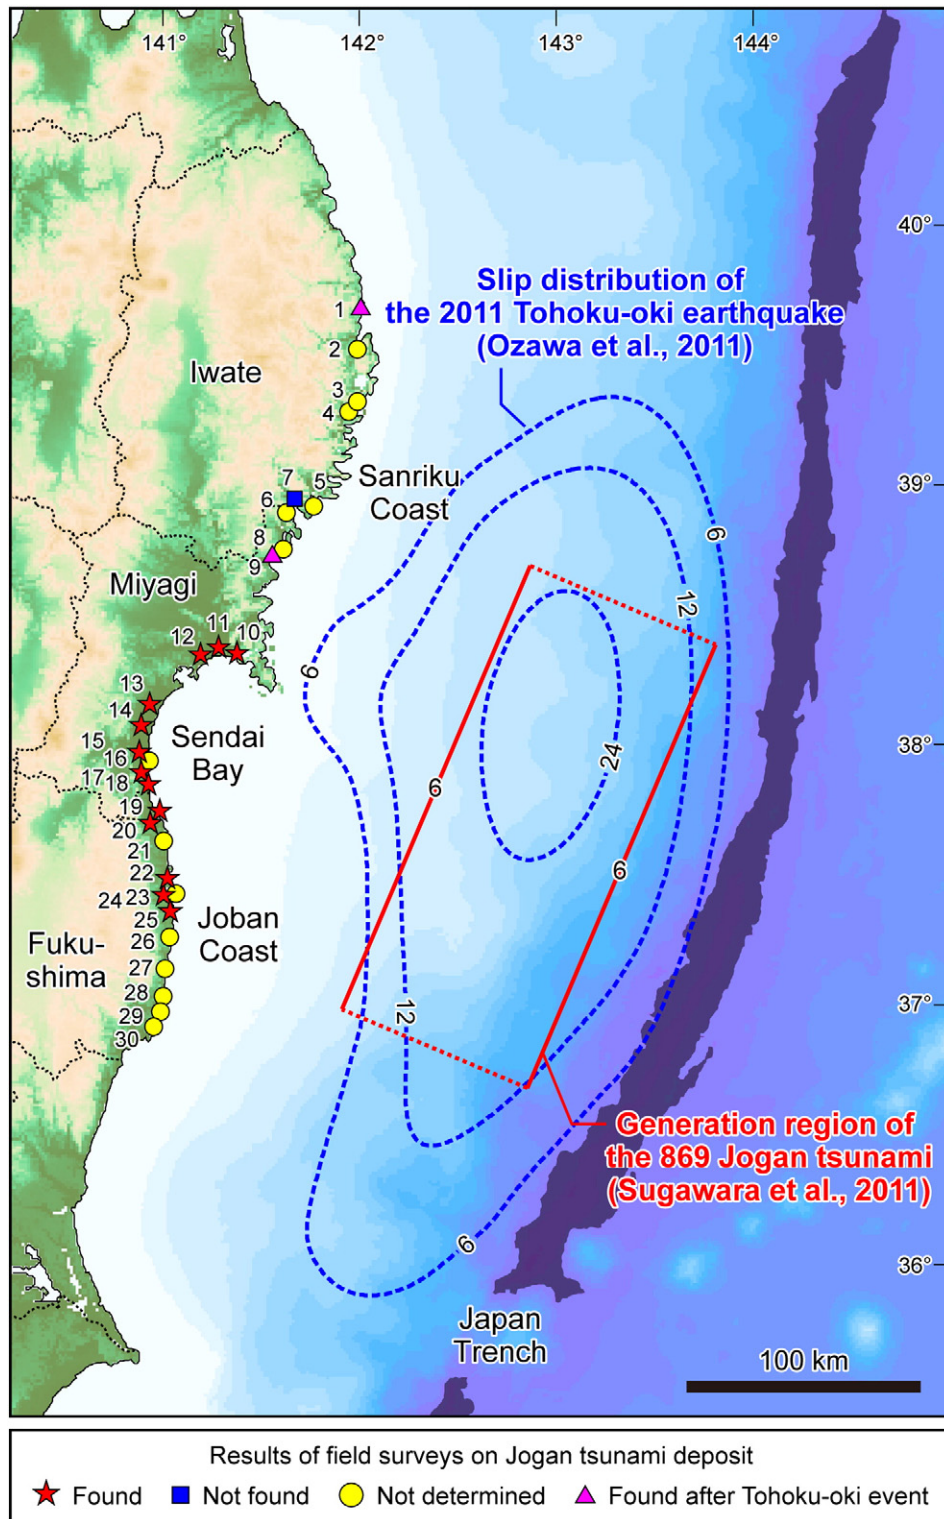 141°
142°
143°
144°
40°
Slip distribution of
the 2011 Tohoku-oki earthquake
(Ozawa et al., 2011)
1
2
Iwate
3
4
39°
7
5
Sanriku
Coast
6
6
8
9
12
Miyagi
11
12
10
6
13
14
38°
15
Sendai
Bay
16
24
17
18
6
19
20
21
22
6
24
23
25
Joban
Coast
26
Fuku-
shima
27
28
37°
12
29
30
Generation region of
the 869 Jogan tsunami
(Sugawara et al., 2011)
6
36°
Japan
Trench
100 km
Results of field surveys on Jogan tsunami deposit
Found
Not found
Not determined
Found after Tohoku-oki event